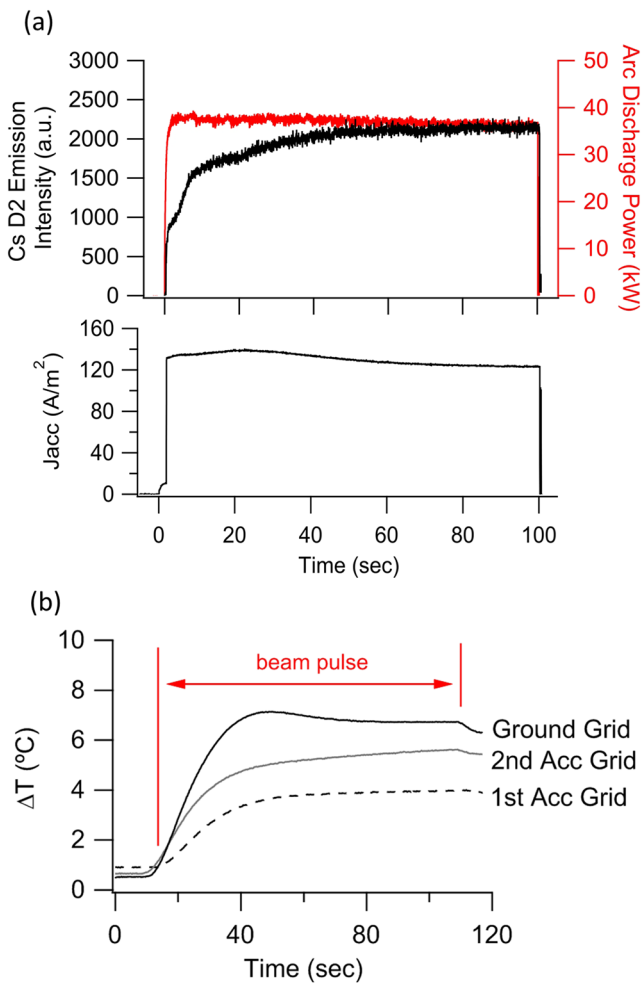 (a)
3000
2500
2000
1500
1000
500
0
Cs D2 Emission
Intensity (a.u.)
50
40
30
20
10
0
Arc Discharge
Power (kW)
160
120
80
40
0
Jacc (A/m²)
0 20 40 60 80 100
Time (sec)
(b)
10
8
6
4
2
0
ΔT (ºC)
beam pulse
Ground Grid
2nd Acc Grid
1st Acc Grid
0 40 80 120
Time (sec)